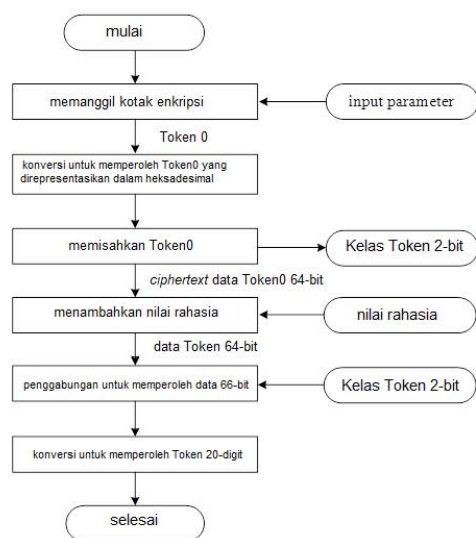 mulai
memanggil kotak enkripsi
input parameter
Token 0
konversi untuk memperoleh Token0 yang
direpresentasikan dalam heksadesimal
memisahkan Token0
Kelas Token 2-bit
ciphertext data Token0 64-bit
menambahkan nilai rahasia
nilai rahasia
data Token 64-bit
penggabungan untuk memperoleh data 66-bit
Kelas Token 2-bit
konversi untuk memperoleh Token 20-digit
selesai